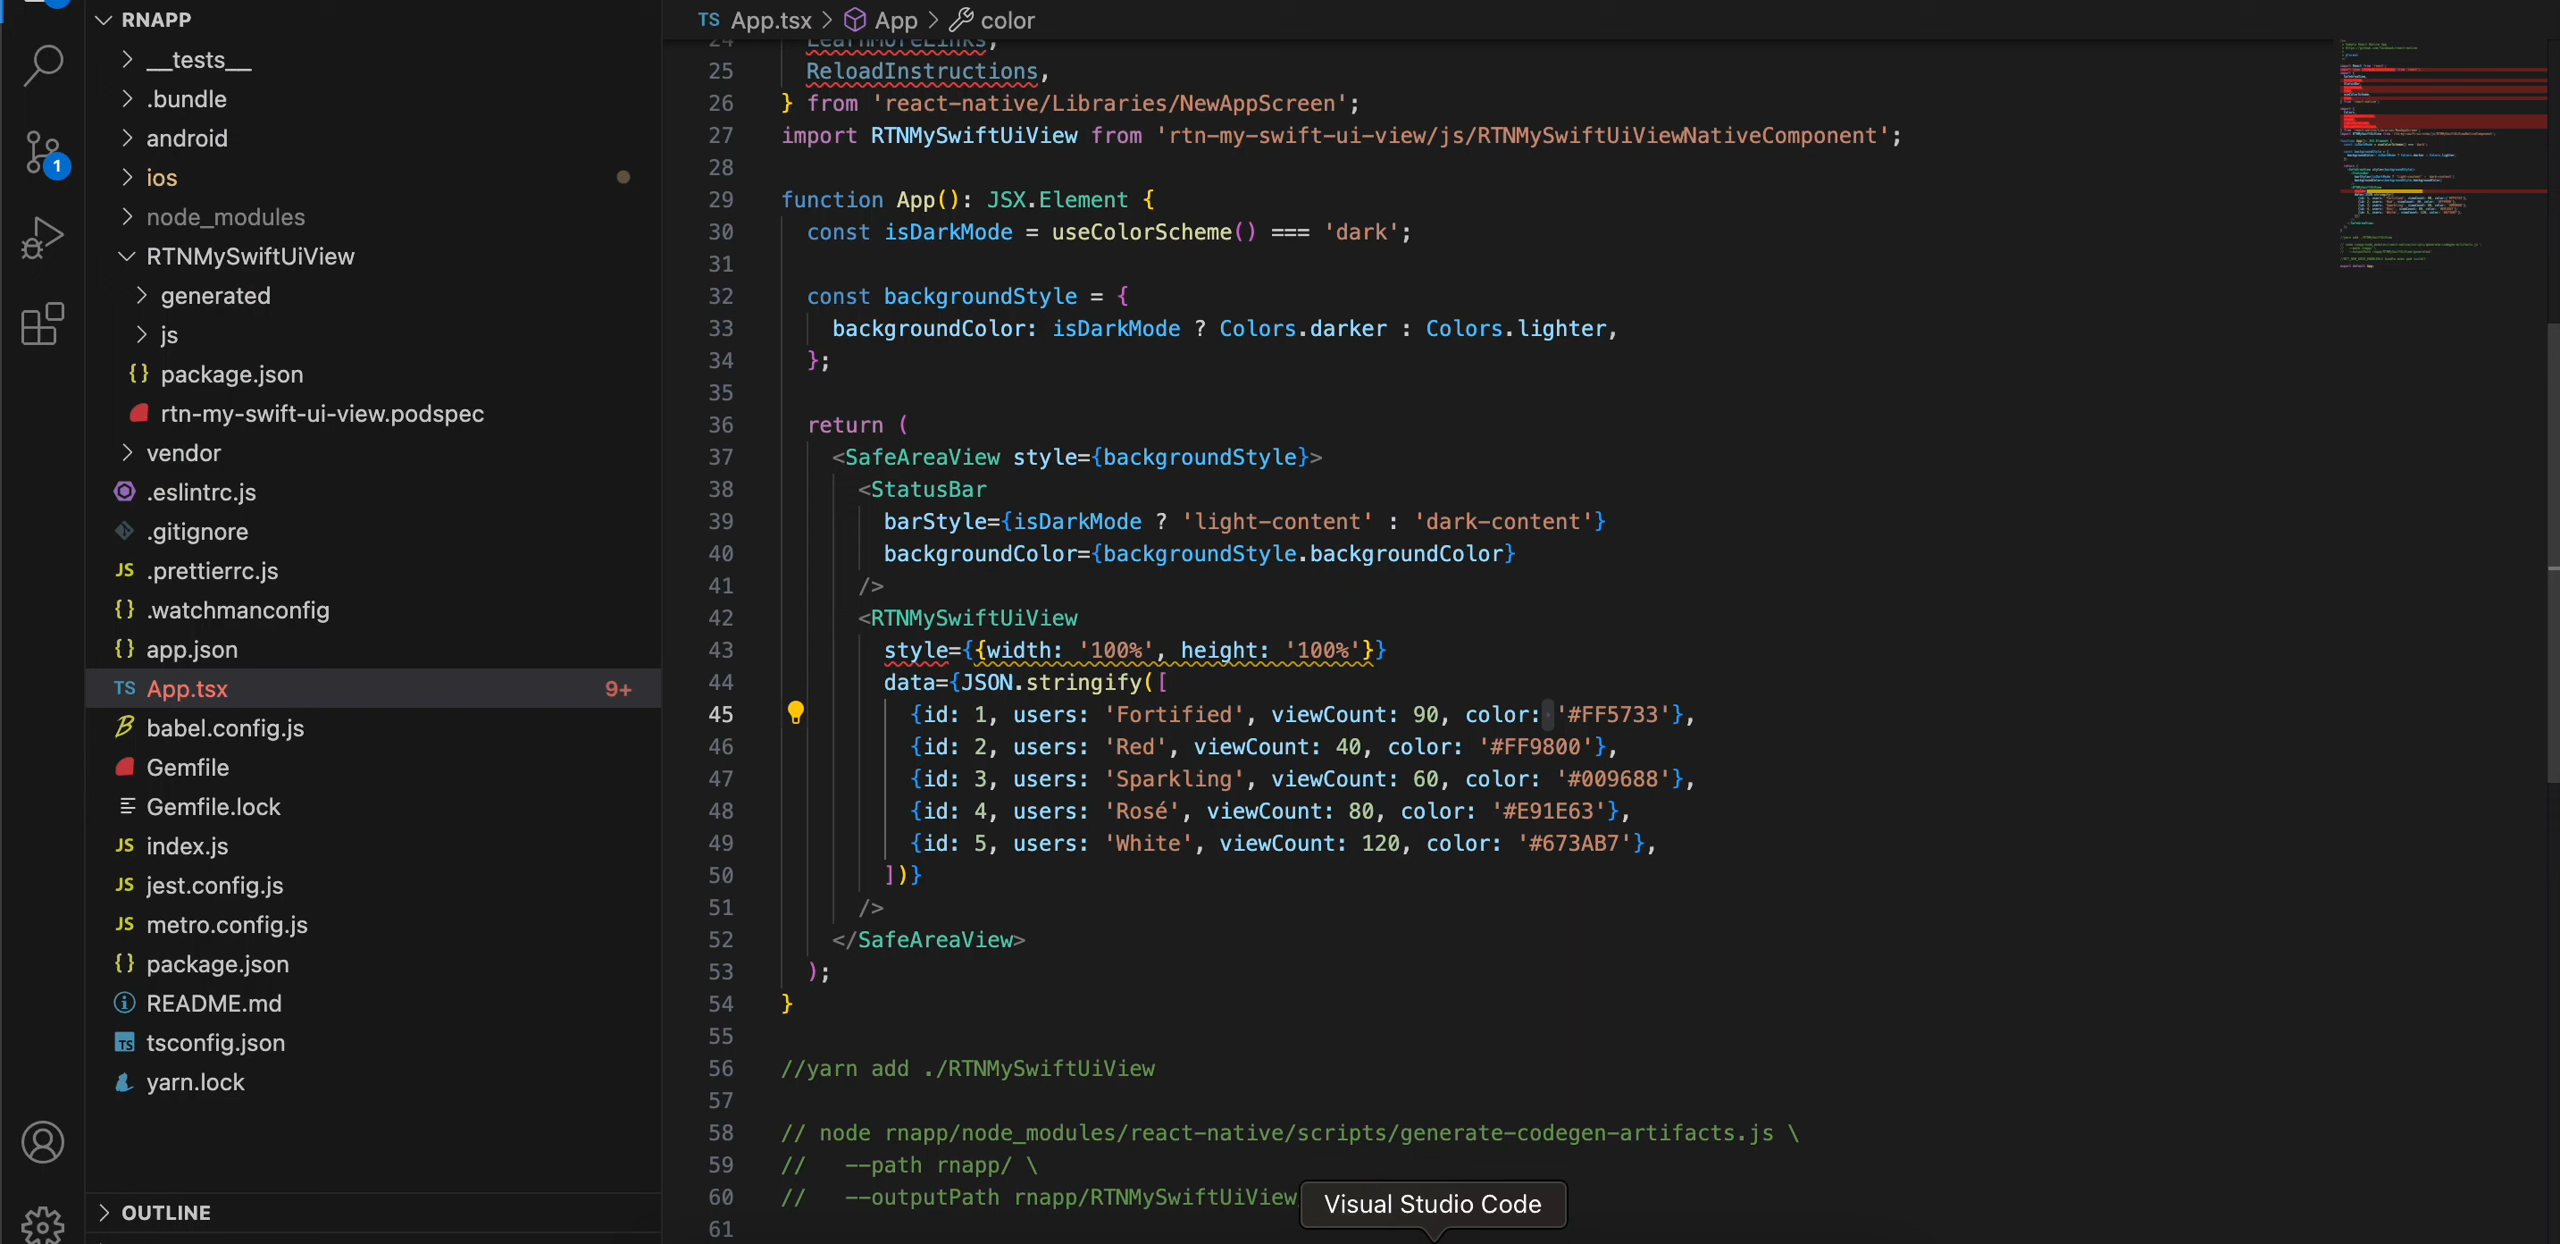 RNAPP
__tests__
.bundle
android
ios
node_modules
RTNMySwiftUiView
generated
js
{} package.json
rtn-my-swift-ui-view.podspec
vendor
.eslintrc.js
.gitignore
JS .prettierrc.js
{} .watchmanconfig
{} app.json
TS App.tsx 9+
babel.config.js
Gemfile
Gemfile.lock
JS index.js
JS jest.config.js
JS metro.config.js
{} package.json
README.md
TS tsconfig.json
yarn.lock
OUTLINE
1
TS App.tsx > App > color
24 LearnMoreLinks,
25 ReloadInstructions,
26 } from 'react-native/Libraries/NewAppScreen';
27 import RTNMySwiftUiView from 'rtn-my-swift-ui-view/js/RTNMySwiftUiViewNativeComponent';
28
29 function App(): JSX.Element {
30 const isDarkMode = useColorScheme() === 'dark';
31
32 const backgroundStyle = {
33 backgroundColor: isDarkMode ? Colors.darker : Colors.lighter,
34 };
35
36 return (
37 <SafeAreaView style={backgroundStyle}>
38 <StatusBar
39 barStyle={isDarkMode ? 'light-content' : 'dark-content'}
40 backgroundColor={backgroundStyle.backgroundColor}
41 />
42 <RTNMySwiftUiView
43 style={{width: '100%', height: '100%'}}
44 data={JSON.stringify([
45 {id: 1, users: 'Fortified', viewCount: 90, color: '#FF5733'},
46 {id: 2, users: 'Red', viewCount: 40, color: '#FF9800'},
47 {id: 3, users: 'Sparkling', viewCount: 60, color: '#009688'},
48 {id: 4, users: 'Rosé', viewCount: 80, color: '#E91E63'},
49 {id: 5, users: 'White', viewCount: 120, color: '#673AB7'},
50 ])}
51 />
52 </SafeAreaView>
53 );
54 }
55
56 //yarn add ./RTNMySwiftUiView
57
58 // node rnapp/node_modules/react-native/scripts/generate-codegen-artifacts.js \
59 // --path rnapp/ \
60 // --outputPath rnapp/RTNMySwiftUiView
61
Visual Studio Code